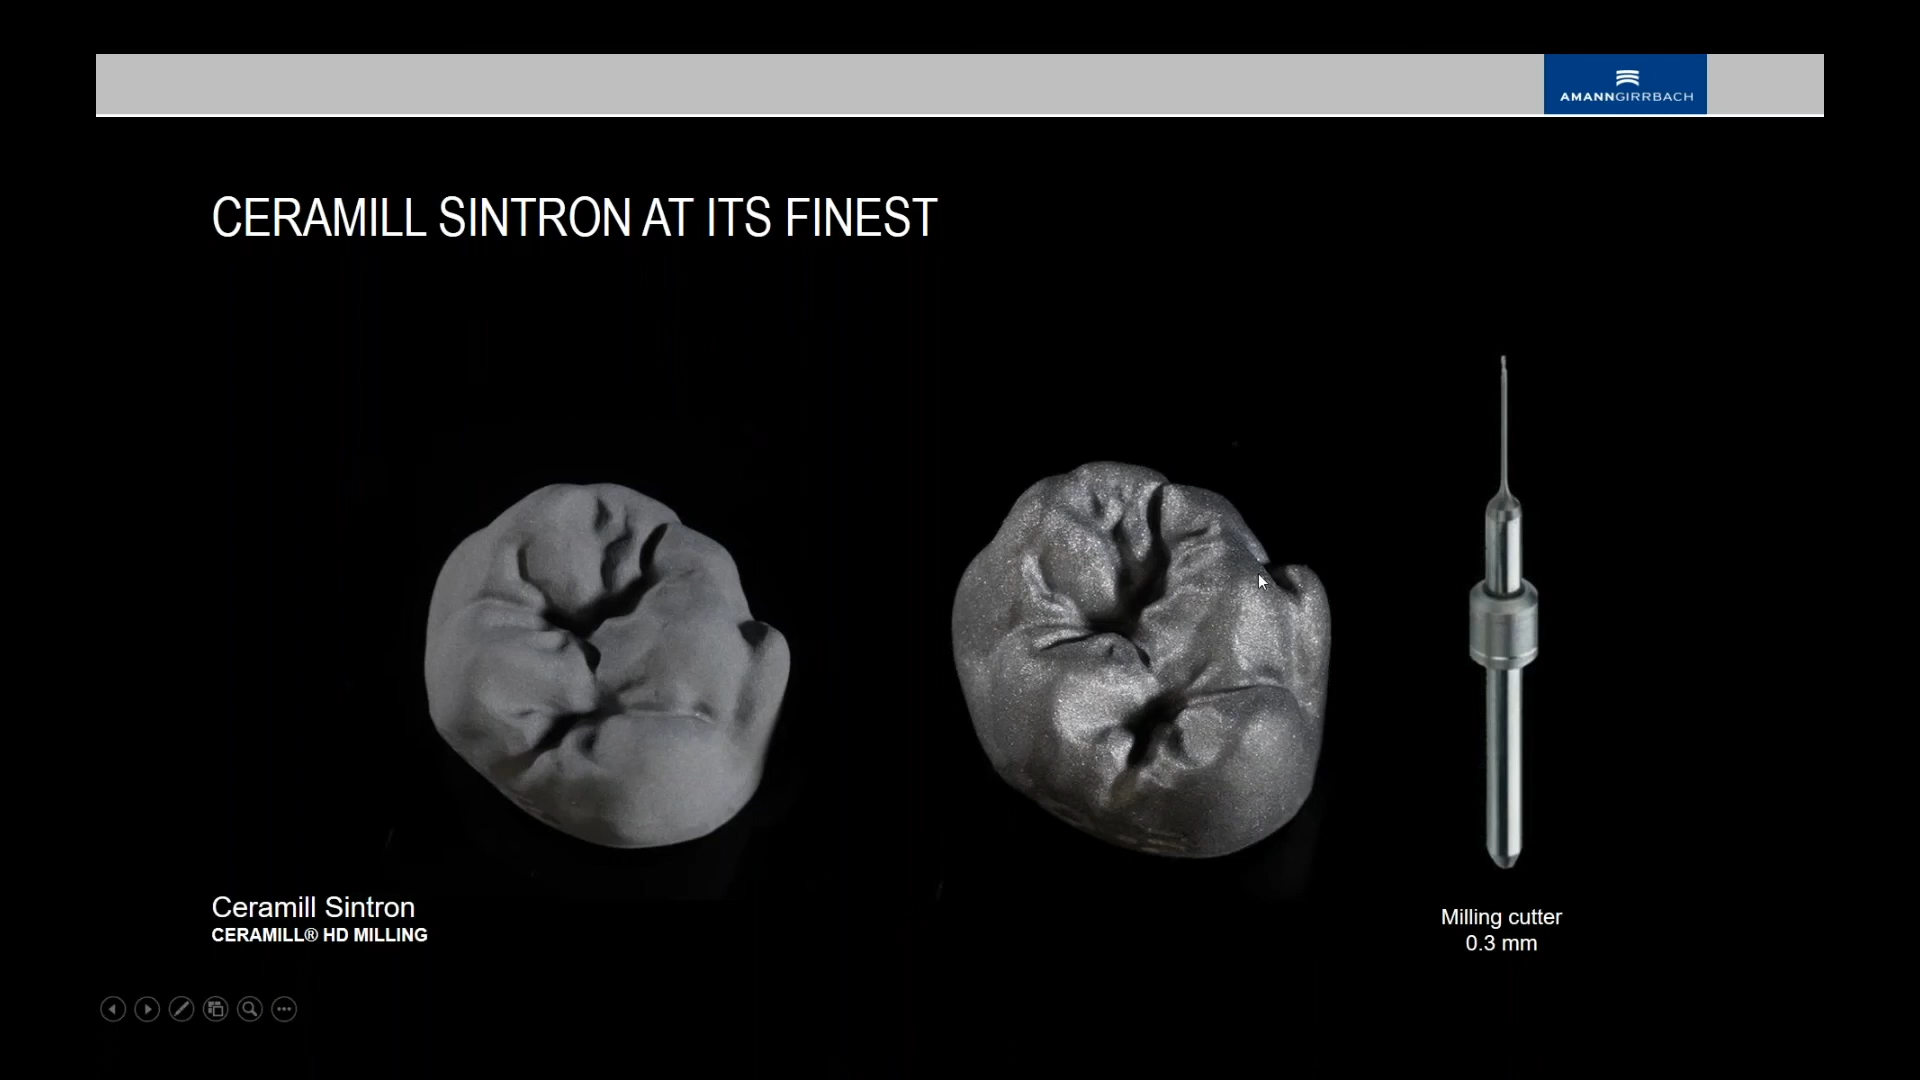 AMANNGIRRBACH
CERAMILL SINTRON AT ITS FINEST
Ceramill Sintron
CERAMILL® HD MILLING
Milling cutter
0.3 mm